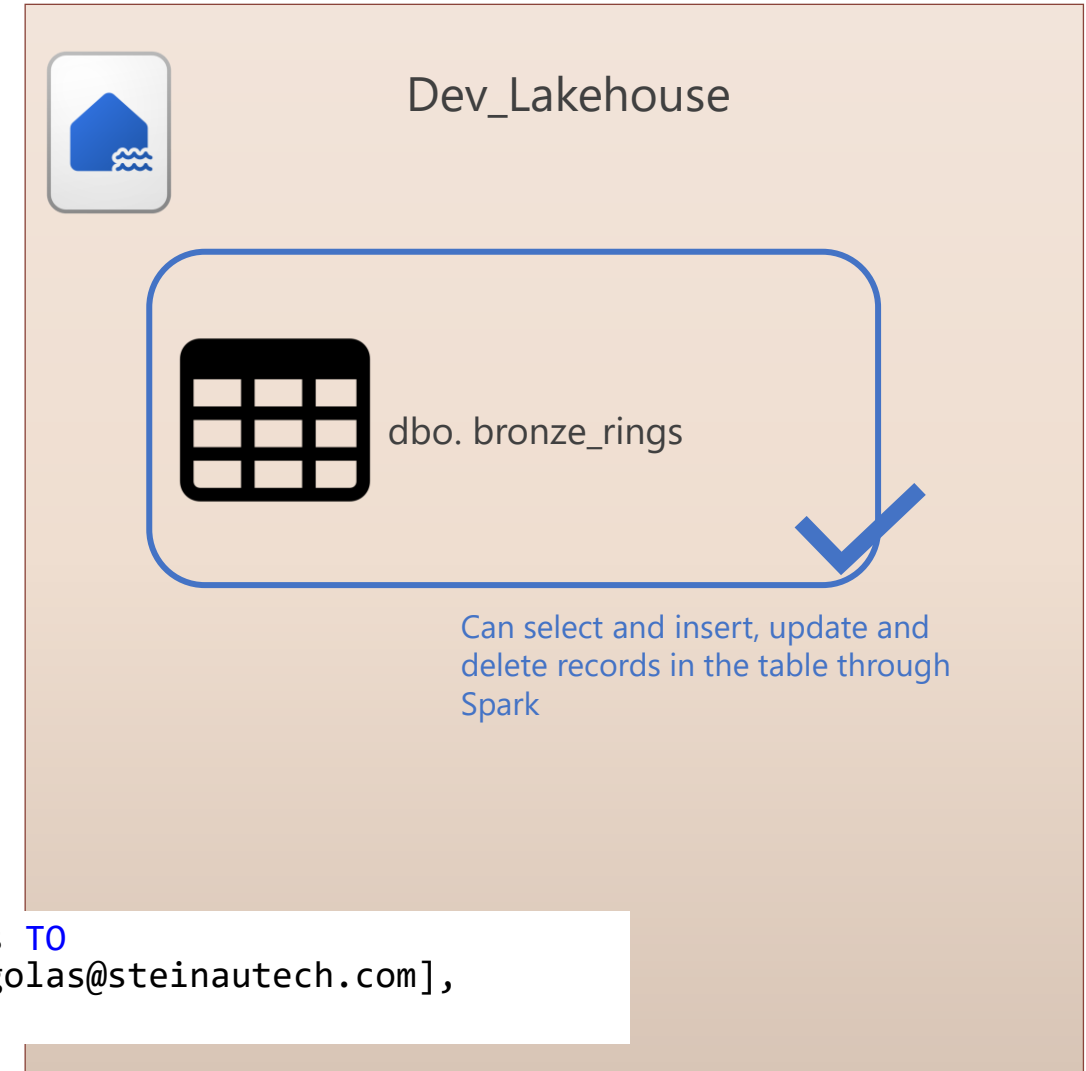 Dev_Lakehouse
dbo. bronze_rings
Can select and insert, update and
delete records in the table through
Spark
TO
golas@steinautech.com],